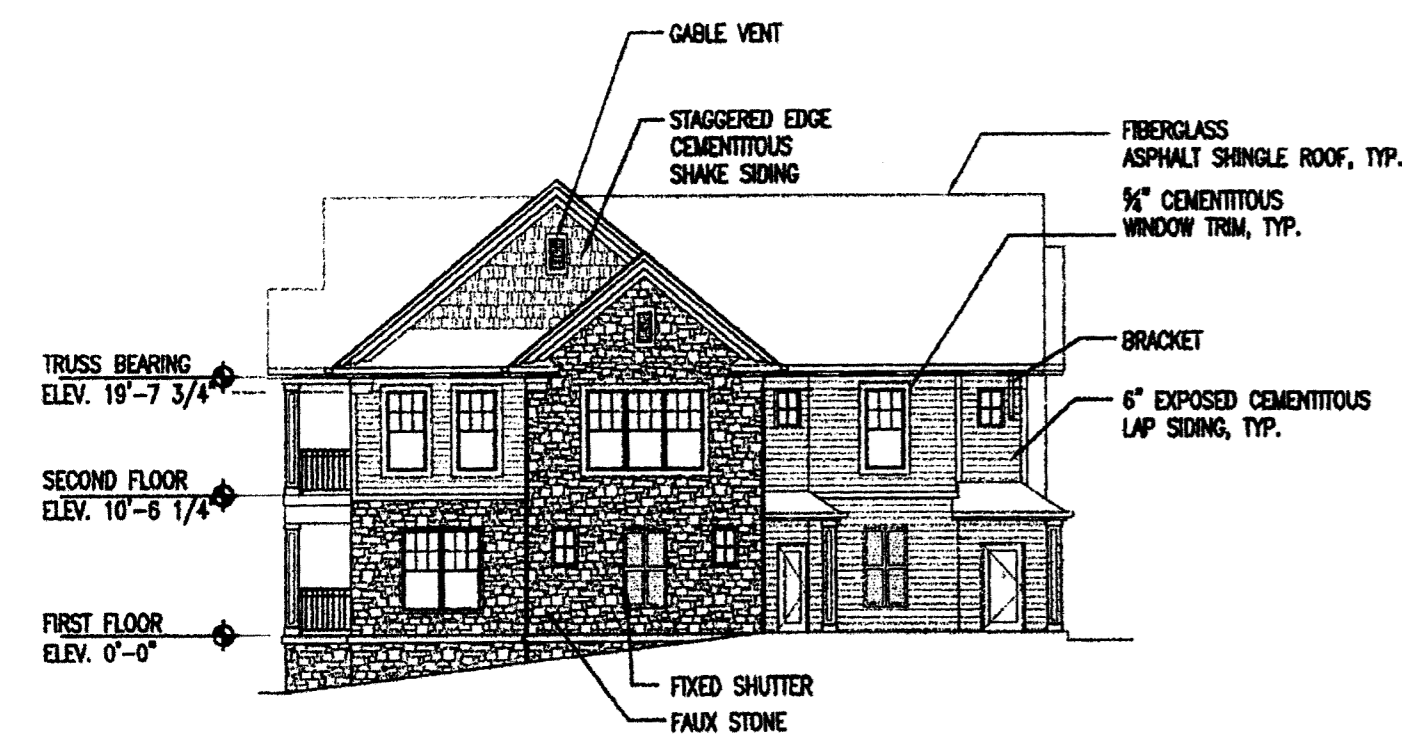 GABLE VENT
STAGGERED EDGE
CEMENTITOUS
SHAKE SIDING
FIBERGLASS
ASPHALT SHINGLE ROOF, TYP.
5/4" CEMENTITOUS
WINDOW TRIM, TYP.
BRACKET
6" EXPOSED CEMENTITOUS
LAP SIDING, TYP.
TRUSS BEARING
ELEV. 19'-7 3/4"
SECOND FLOOR
ELEV. 10'-6 1/4"
FIRST FLOOR
ELEV. 0'-0"
FIXED SHUTTER
FAUX STONE